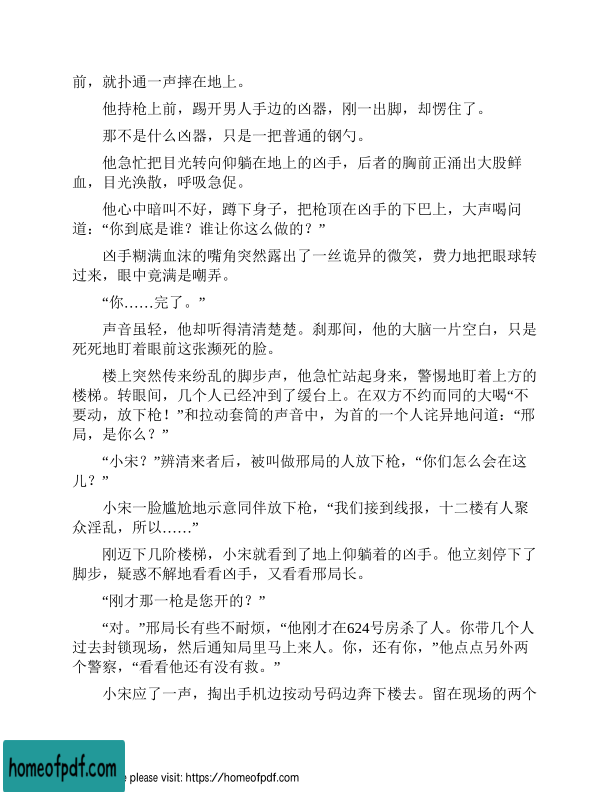 前，就扑通一声摔在地上。
他持枪上前，踢开男人手边的凶器，刚一出脚，却愣住了。
那不是什么凶器，只是一把普通的钢勺。
他急忙把目光转向仰躺在地上的凶手，后者的胸前正涌出大股鲜
血，目光涣散，呼吸急促。
他心中暗叫不好，蹲下身子，把枪顶在凶手的下巴上，大声喝问
道：“你到底是谁？谁让你这么做的？”
凶手糊满血沫的嘴角突然露出了一丝诡异的微笑，费力地把眼球转
过来，眼中竟满是嘲弄。
“你……完了。”
声音虽轻，他却听得清清楚楚。刹那间，他的大脑一片空白，只是
死死地盯着眼前这张濒死的脸。
楼上突然传来纷乱的脚步声，他急忙站起身来，警惕地盯着上方的
楼梯。转眼间，几个人已经冲到了缓台上。在双方不约而同的大喝“不
要动，放下枪！”和拉动套筒的声音中，为首的一个人诧异地问道：“邢
局，是你么？”
“小宋？”辨清来者后，被叫做邢局的人放下枪，“你们怎么会在这
儿？”
小宋一脸尴尬地示意同伴放下枪，“我们接到线报，十二楼有人聚
众淫乱，所以……”
刚迈下几阶楼梯，小宋就看到了地上仰躺着的凶手。他立刻停下了
脚步，疑惑不解地看看凶手，又看看邢局长。
“刚才那一枪是您开的？”
“对。”邢局长有些不耐烦，“他刚才在624号房杀了人。你带几个人
过去封锁现场，然后通知局里马上来人。你，还有你，”他点点另外两
个警察，“看看他还有没有救。”
小宋应了一声，掏出手机边按动号码边奔下楼去。留在现场的两个
homeofpdf.com
e please visit: https://homeofpdf.com